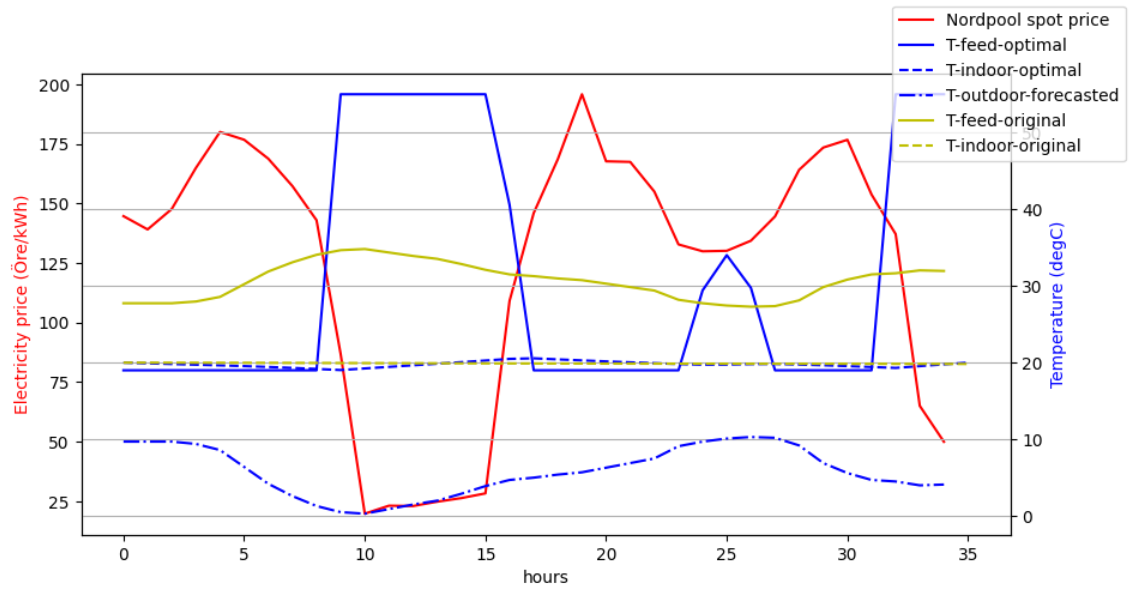 Nordpool spot price
T-feed-optimal
T-indoor-optimal
T-outdoor-forecasted
T-feed-original
T-indoor-original
Electricity price (Öre/kWh)
200
175
150
125
100
75
50
25
50
40
30
20
10
0
Temperature (degC)
0 5 10 15 20 25 30 35
hours